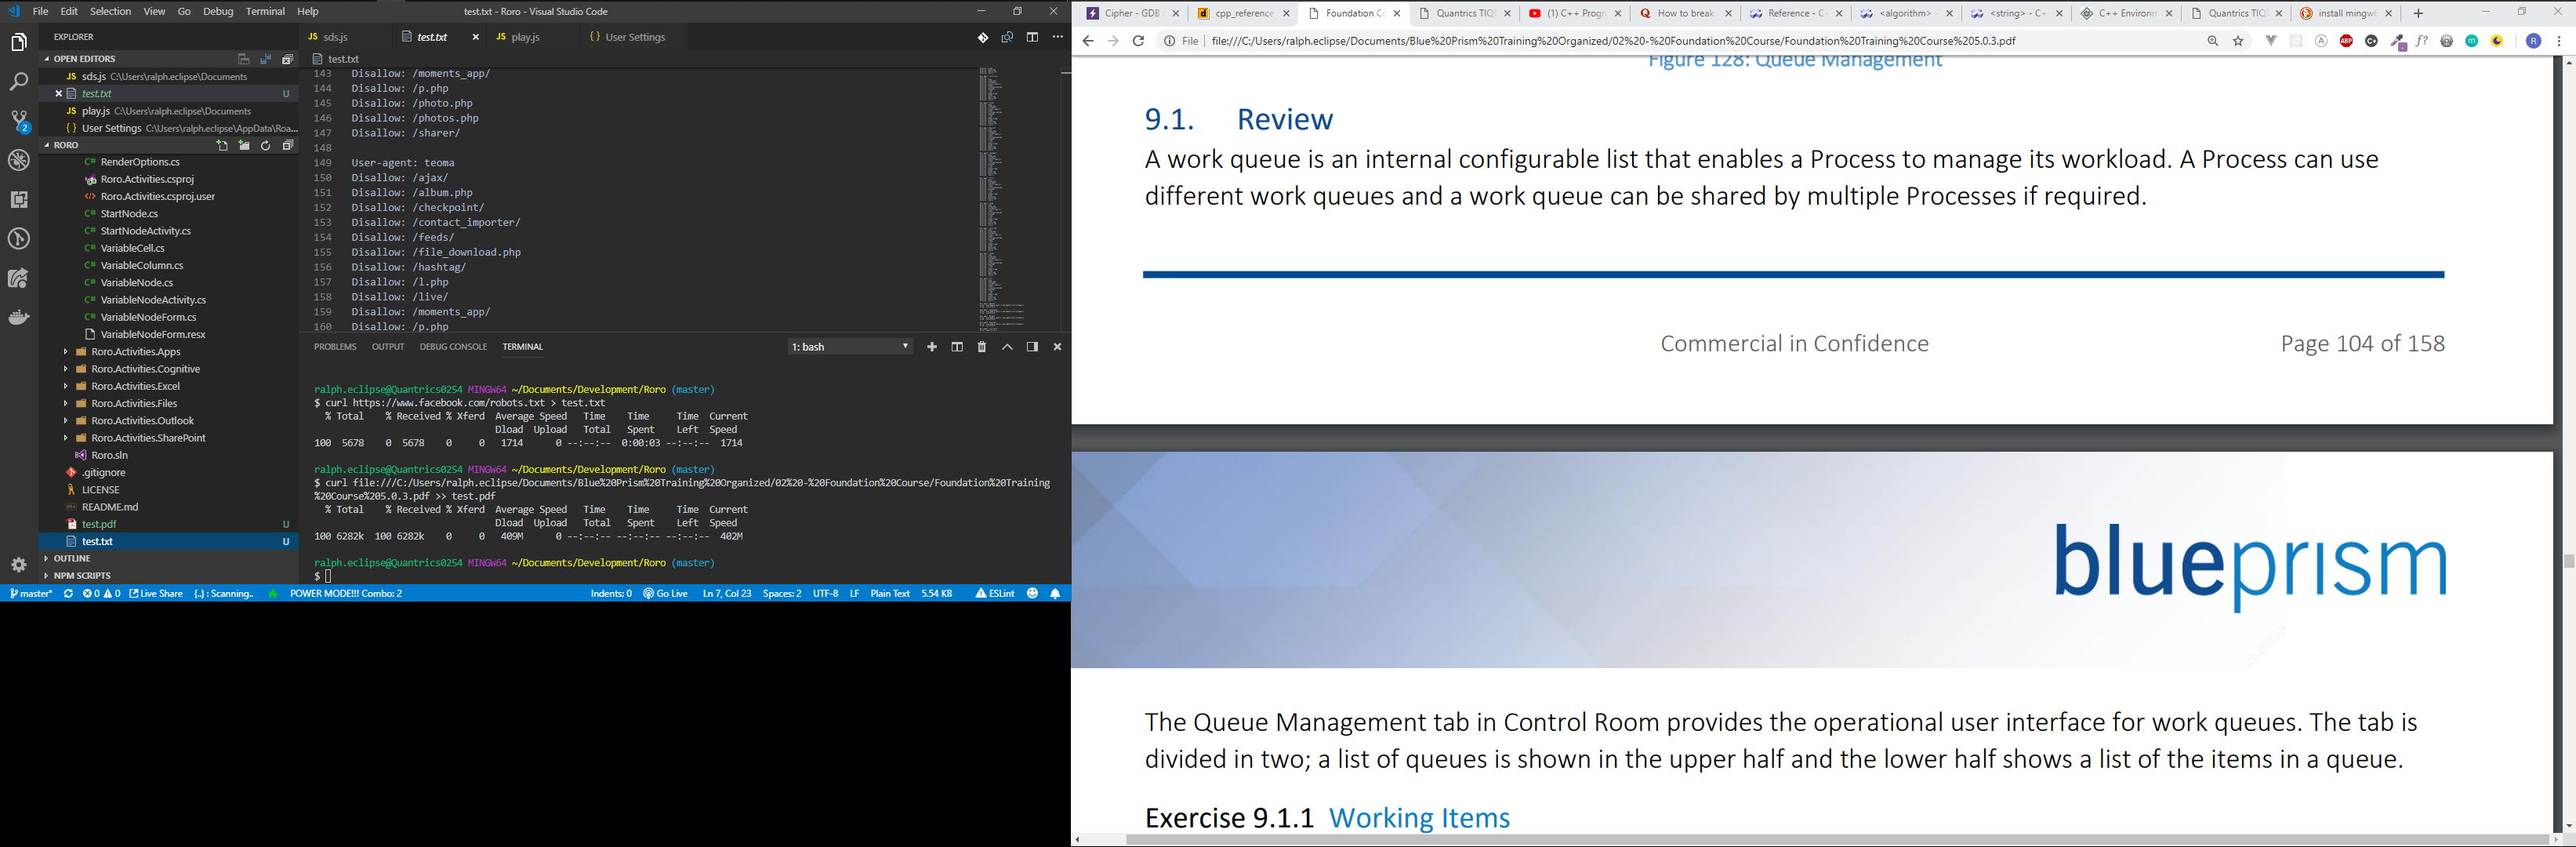 File Edit Selection View Go Debug Terminal Help
test.txt - Roro - Visual Studio Code
EXPLORER
OPEN EDITORS
JS sds.js C:\Users\ralph.eclipse\Documents
test.txt U
JS play.js C:\Users\ralph.eclipse\Documents
{ } User Settings C:\Users\ralph.eclipse\AppData\Roa...
RORO
C# RenderOptions.cs
Roro.Activities.csproj
Roro.Activities.csproj.user
C# StartNode.cs
C# StartNodeActivity.cs
C# VariableCell.cs
C# VariableColumn.cs
C# VariableNode.cs
C# VariableNodeActivity.cs
C# VariableNodeForm.cs
VariableNodeForm.resx
Roro.Activities.Apps
Roro.Activities.Cognitive
Roro.Activities.Excel
Roro.Activities.Files
Roro.Activities.Outlook
Roro.Activities.SharePoint
Roro.sln
.gitignore
LICENSE
README.md
test.pdf U
test.txt U
OUTLINE
NPM SCRIPTS
2
JS sds.js test.txt JS play.js { } User Settings
test.txt
143 Disallow: /moments_app/
144 Disallow: /p.php
145 Disallow: /photo.php
146 Disallow: /photos.php
147 Disallow: /sharer/
148
149 User-agent: teoma
150 Disallow: /ajax/
151 Disallow: /album.php
152 Disallow: /checkpoint/
153 Disallow: /contact_importer/
154 Disallow: /feeds/
155 Disallow: /file_download.php
156 Disallow: /hashtag/
157 Disallow: /l.php
158 Disallow: /live/
159 Disallow: /moments_app/
160 Disallow: /p.php
PROBLEMS OUTPUT DEBUG CONSOLE TERMINAL
1: bash
ralph.eclipse@Quantrics0254 MINGW64 ~/Documents/Development/Roro (master)
$ curl https://www.facebook.com/robots.txt > test.txt
% Total % Received % Xferd Average Speed Time Time Time Current
Dload Upload Total Spent Left Speed
100 5678 0 5678 0 0 1714 0 --:--:-- 0:00:03 --:--:-- 1714
ralph.eclipse@Quantrics0254 MINGW64 ~/Documents/Development/Roro (master)
$ curl file:///C:/Users/ralph.eclipse/Documents/Blue%20Prism%20Training%20Organized/02%20-%20Foundation%20Course/Foundation%20Training
%20Course%205.0.3.pdf >> test.pdf
% Total % Received % Xferd Average Speed Time Time Time Current
Dload Upload Total Spent Left Speed
100 6282k 100 6282k 0 0 409M 0 --:--:-- --:--:-- --:--:-- 402M
ralph.eclipse@Quantrics0254 MINGW64 ~/Documents/Development/Roro (master)
$
master* 0 0 Live Share {..} : Scanning.. POWER MODE!!! Combo: 2 Indents: 0 Go Live Ln 7, Col 23 Spaces: 2 UTF-8 LF Plain Text 5.54 KB ESLint
Cipher - GDB cpp_reference Foundation Co Quantrics TIQ (1) C++ Progr How to break Reference - C <algorithm> - <string> - C+ C++ Environm Quantrics TIQ install mingw6
File file:///C:/Users/ralph.eclipse/Documents/Blue%20Prism%20Training%20Organized/02%20-%20Foundation%20Course/Foundation%20Training%20Course%205.0.3.pdf
Figure 128: Queue Management
9.1. Review
A work queue is an internal configurable list that enables a Process to manage its workload. A Process can use
different work queues and a work queue can be shared by multiple Processes if required.
Commercial in Confidence
Page 104 of 158
blueprism
The Queue Management tab in Control Room provides the operational user interface for work queues. The tab is
divided in two; a list of queues is shown in the upper half and the lower half shows a list of the items in a queue.
Exercise 9.1.1 Working Items